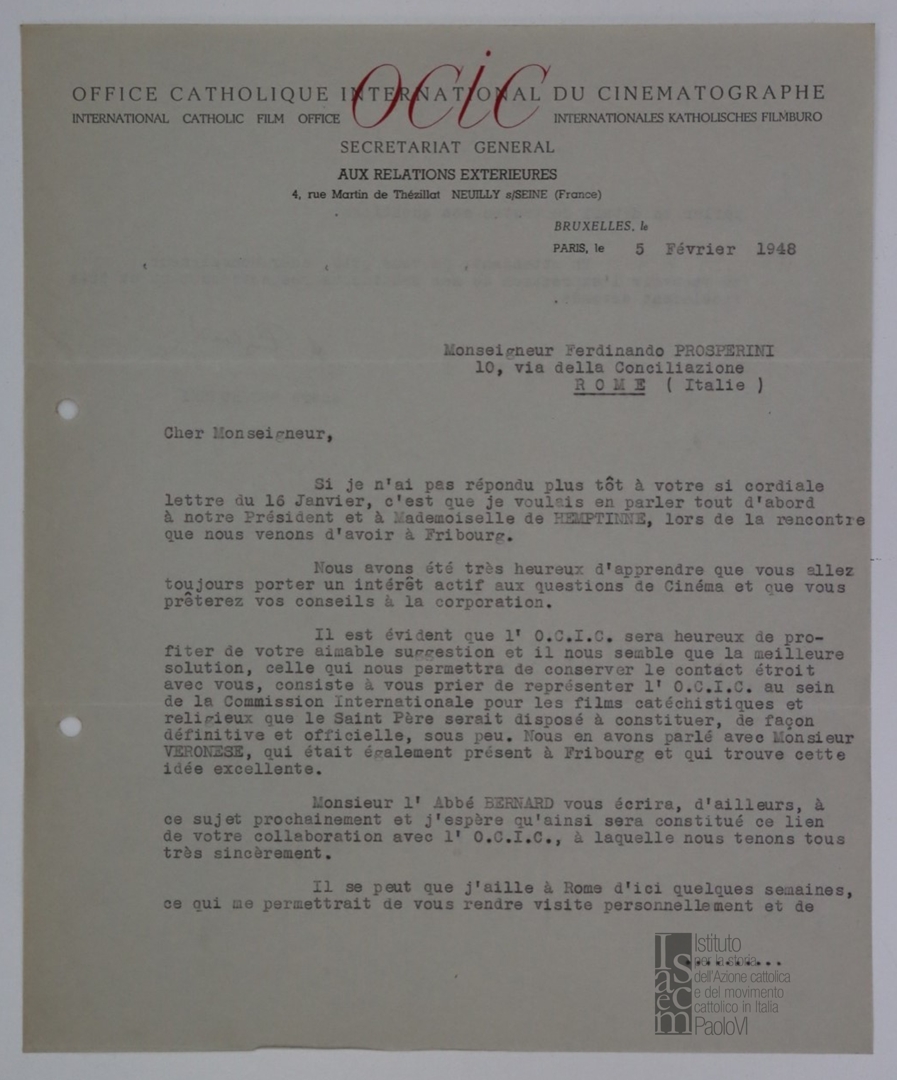 ocic
OFFICE CATHOLIQUE INTERNATIONAL DU CINEMATOGRAPHE
INTERNATIONAL CATHOLIC FILM OFFICE INTERNATIONALES KATHOLISCHES FILMBURO
SECRETARIAT GENERAL
AUX RELATIONS EXTERIEURES
4, rue Martin de Thézillat NEUILLY s/SEINE (France)
BRUXELLES, le
PARIS, le 5 Février 1948
Monseigneur Ferdinando PROSPERINI
10, via della Conciliazione
R O M E ( Italie )
Cher Monseigneur,
Si je n'ai pas répondu plus tôt à votre si cordiale
lettre du 16 Janvier, c'est que je voulais en parler tout d'abord
à notre Président et à Mademoiselle de HEMPTINNE, lors de la rencontre
que nous venons d'avoir à Fribourg.
Nous avons été très heureux d'apprendre que vous allez
toujours porter un intérêt actif aux questions de Cinéma et que vous
prêterez vos conseils à la corporation.
Il est évident que l' O.C.I.C. sera heureux de pro-
fiter de votre aimable suggestion et il nous semble que la meilleure
solution, celle qui nous permettra de conserver le contact étroit
avec vous, consiste à vous prier de représenter l' O.C.I.C. au sein
de la Commission Internationale pour les films catéchistiques et
religieux que le Saint Père serait disposé à constituer, de façon
définitive et officielle, sous peu. Nous en avons parlé avec Monsieur
VERONESE, qui était également présent à Fribourg et qui trouve cette
idée excellente.
Monsieur l' Abbé BERNARD vous écrira, d'ailleurs, à
ce sujet prochainement et j'espère qu'ainsi sera constitué ce lien
de votre collaboration avec l' O.C.I.C., à laquelle nous tenons tous
très sincèrement.
Il se peut que j'aille à Rome d'ici quelques semaines,
ce qui me permettrait de vous rendre visite personnellement et de
..........
Isacem
Istituto
per la storia
dell'Azione cattolica
e del movimento
cattolico in Italia
PaoloVI